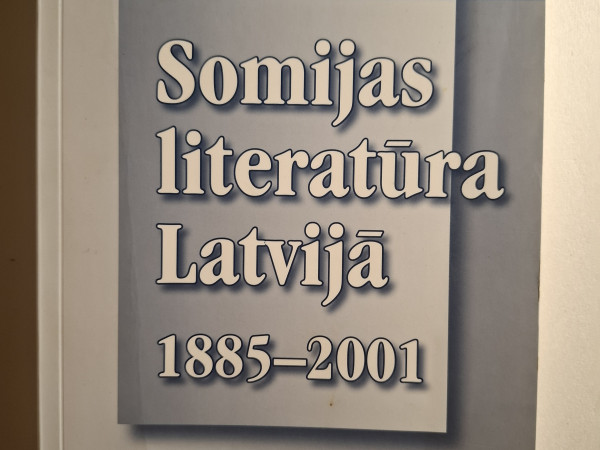 Somijas
literatūra
Latvijā
1885–2001